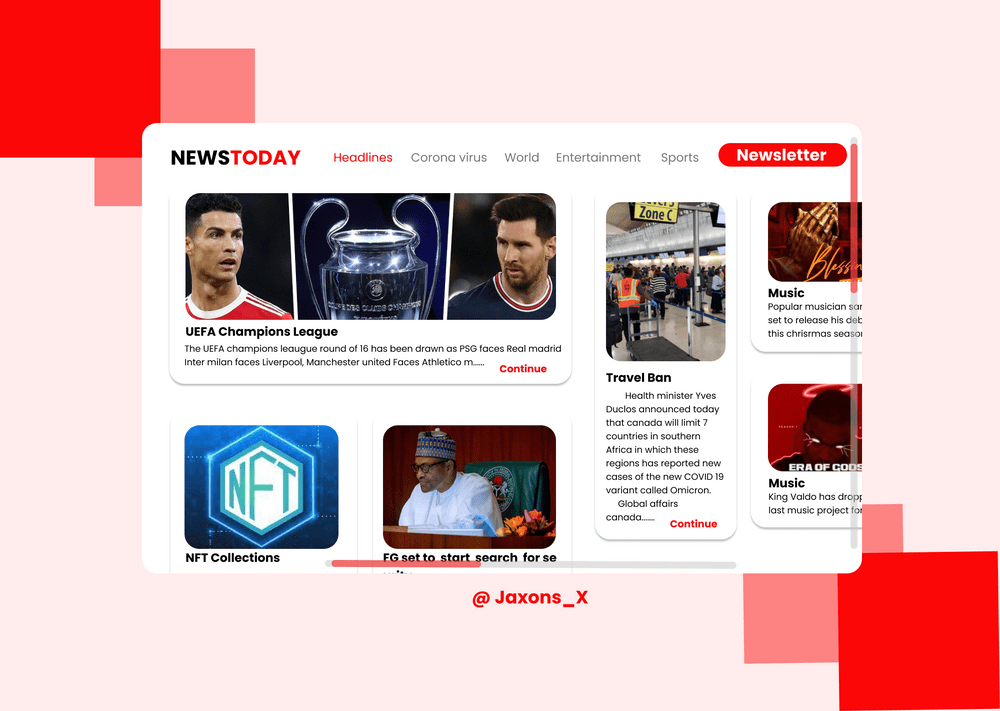 NEWSTODAY
Headlines
Corona virus
World
Entertainment
Sports
Newsletter
UEFA Champions League
The UEFA champions leaugue round of 16 has been drawn as PSG faces Real madrid
Inter milan faces Liverpool, Manchester united Faces Athletico m......
Continue
Zone C
Travel Ban
Health minister Yves
Duclos announced today
that canada will limit 7
countries in southern
Africa in which these
regions has reported new
cases of the new COVID 19
variant called Omicron.
Global affairs
canada.......
Continue
Music
Popular musician sar
set to release his deb
this chrisrmas season
ERA OF GODS
Music
King Valdo has dropp
last music project for
NFT
NFT Collections
FG set to start search for se
@ Jaxons_X